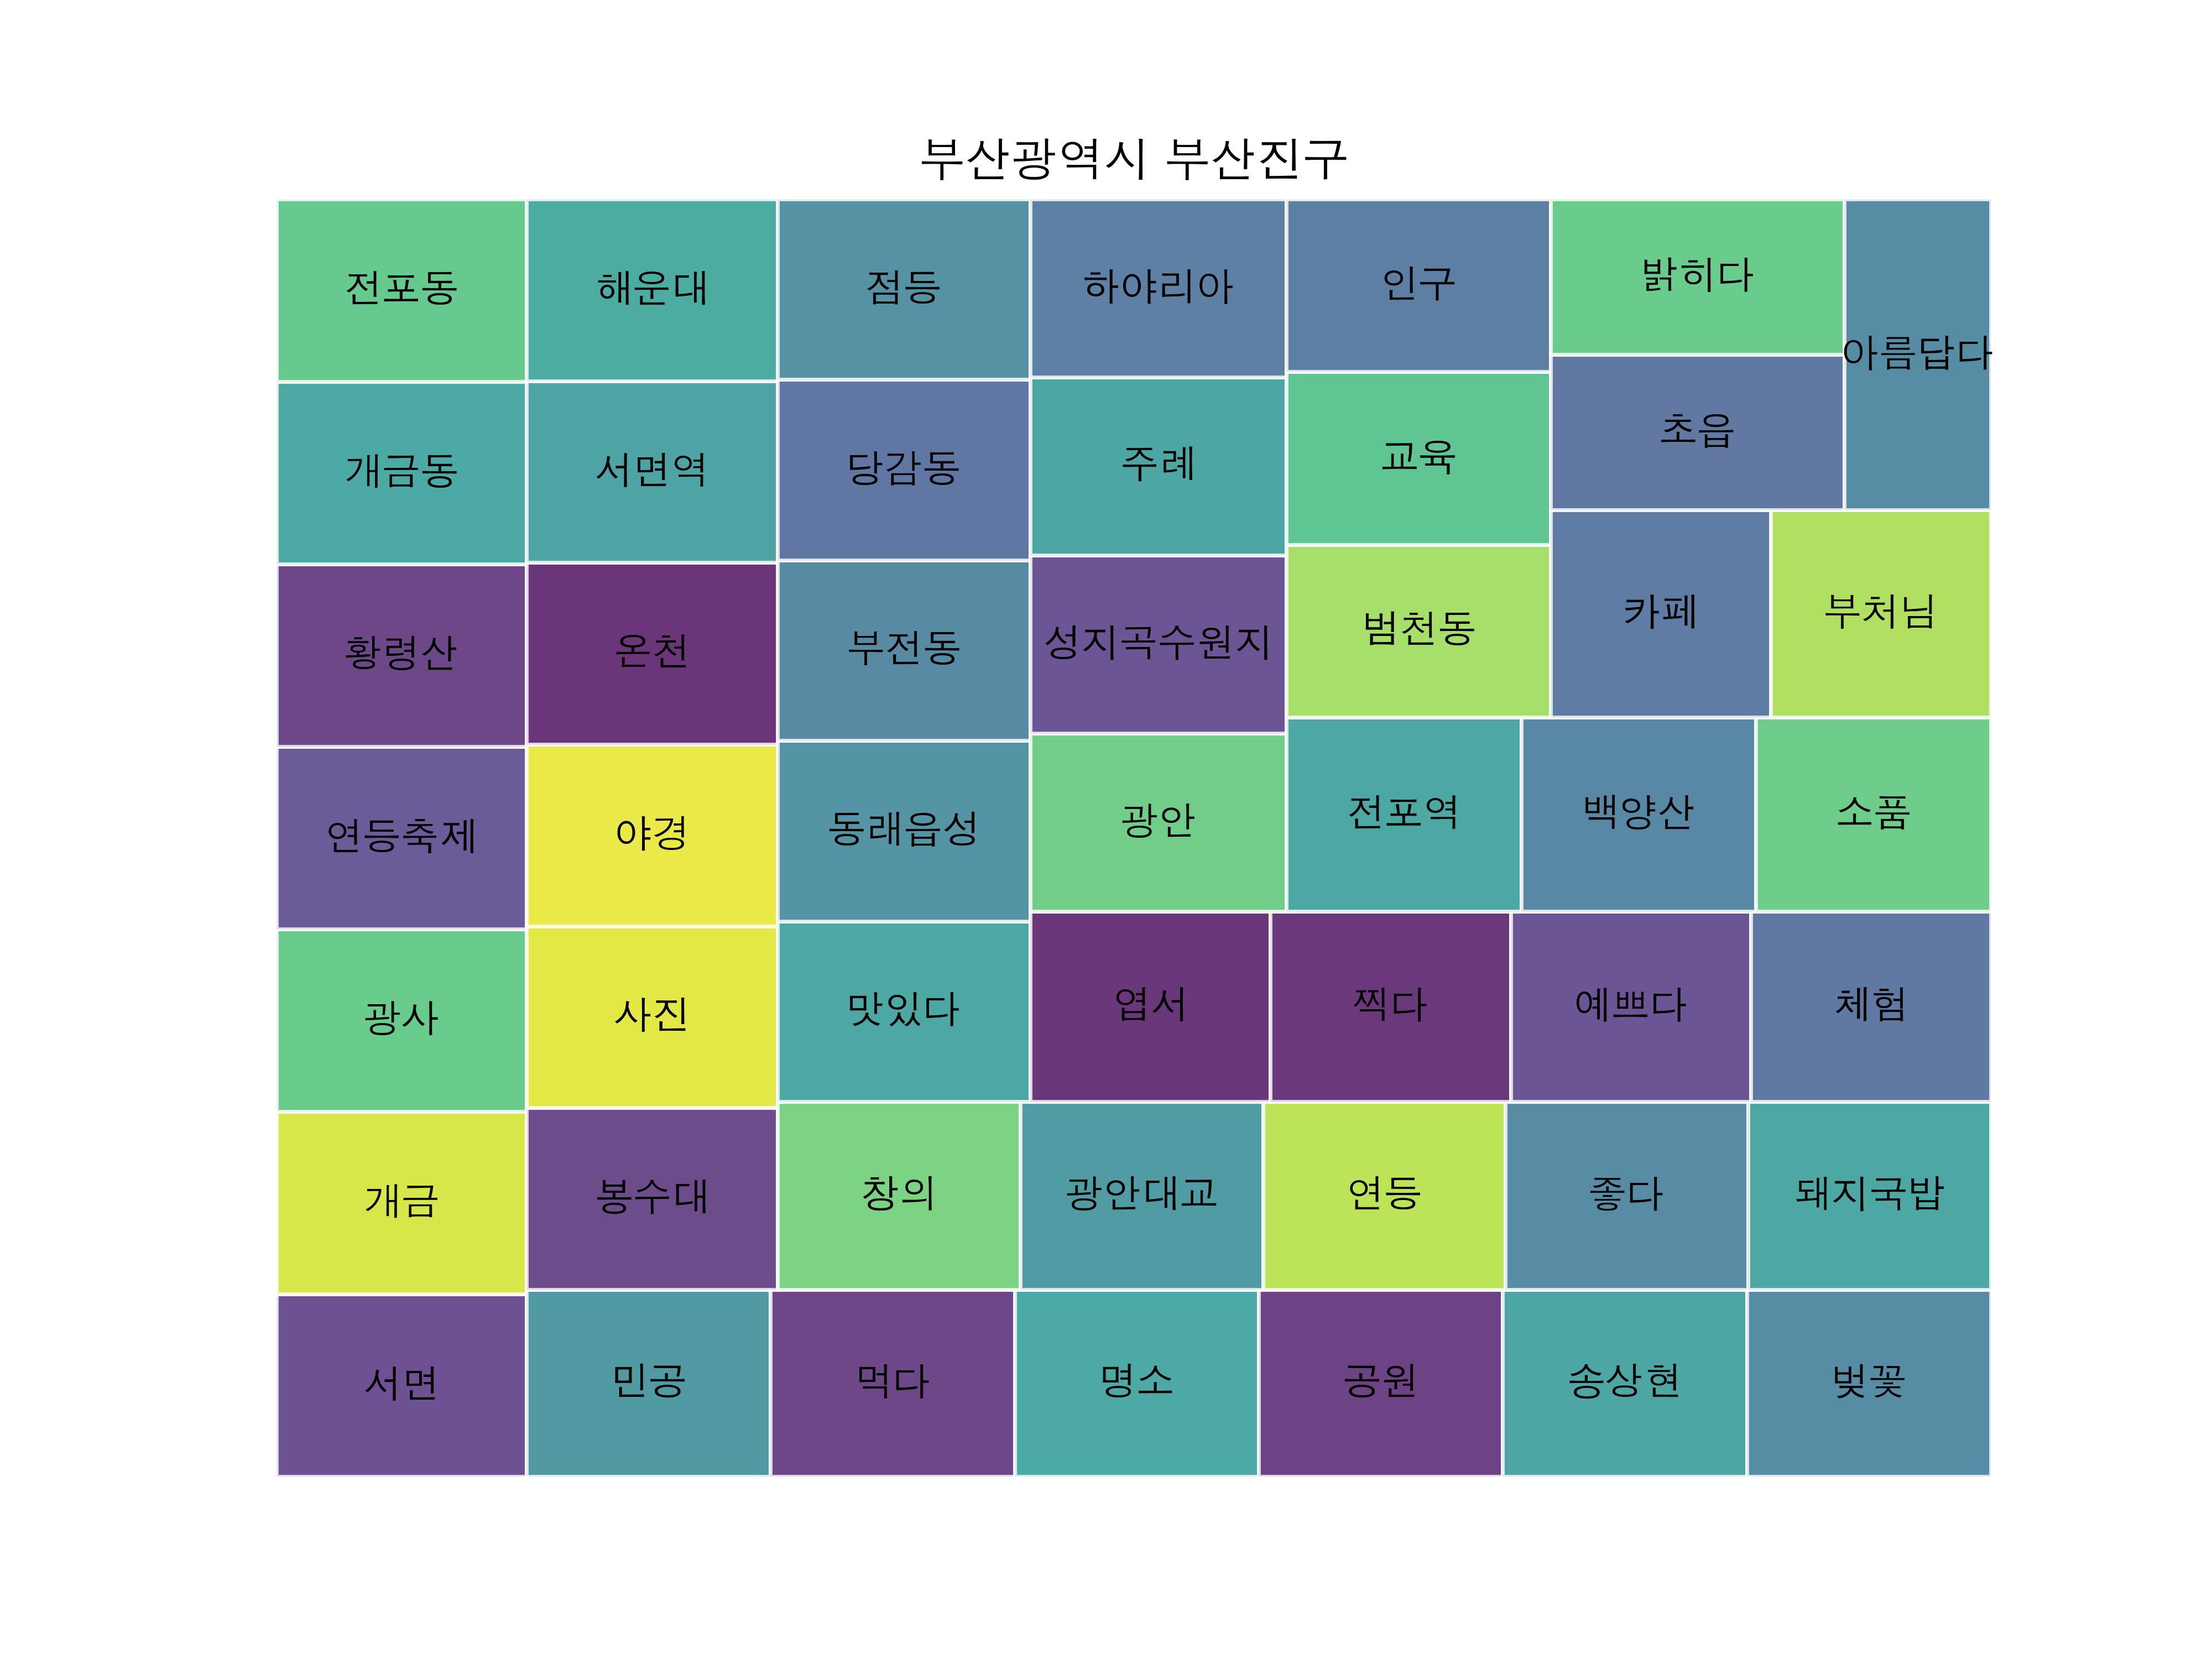 부산광역시 부산진구
전포동
해운대
점등
하야리아
인구
밝히다
아름답다
개금동
서면역
당감동
주례
교육
초읍
황령산
온천
부전동
성지곡수원지
범천동
카페
부처님
연등축제
야경
동래읍성
광안
전포역
백양산
소품
광사
사진
맛있다
엽서
찍다
예쁘다
체험
개금
봉수대
창의
광안대교
연등
좋다
돼지국밥
서면
민공
먹다
명소
공원
송상현
벚꽃